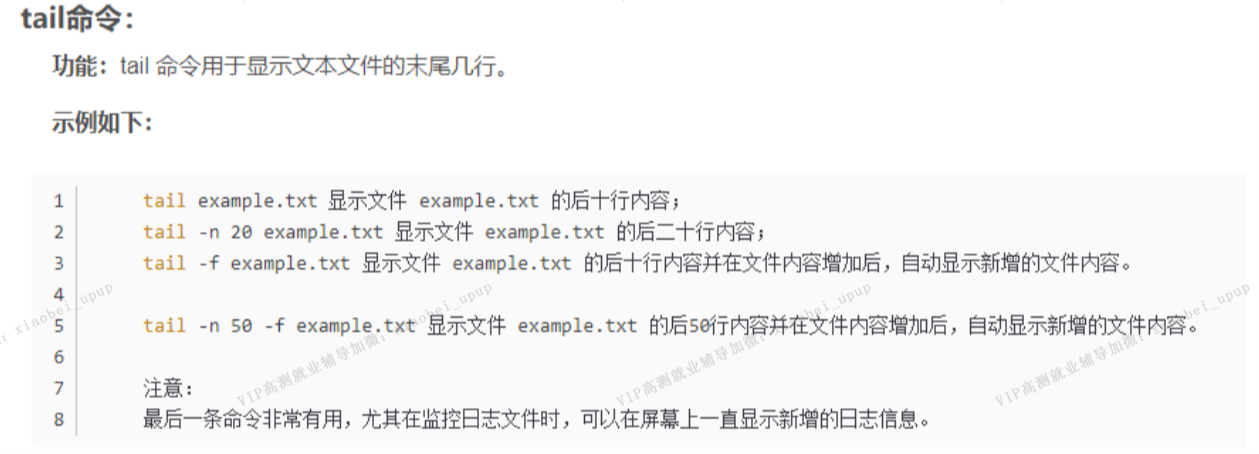 tail命令：
功能：tail 命令用于显示文本文件的末尾几行。
示例如下：
1 tail example.txt 显示文件 example.txt 的后十行内容；
2 tail -n 20 example.txt 显示文件 example.txt 的后二十行内容；
3 tail -f example.txt 显示文件 example.txt 的后十行内容并在文件内容增加后，自动显示新增的文件内容。
4
5 tail -n 50 -f example.txt 显示文件 example.txt 的后50行内容并在文件内容增加后，自动显示新增的文件内容。
6
7 注意：
8 最后一条命令非常有用，尤其在监控日志文件时，可以在屏幕上一直显示新增的日志信息。
：xiaobei_upup
VIP高测就业辅导加微：xiaobei_upup
VIP高测就业辅导加微：xiaobei_upup
VIP高测就业辅导加微：xiaobei_upup